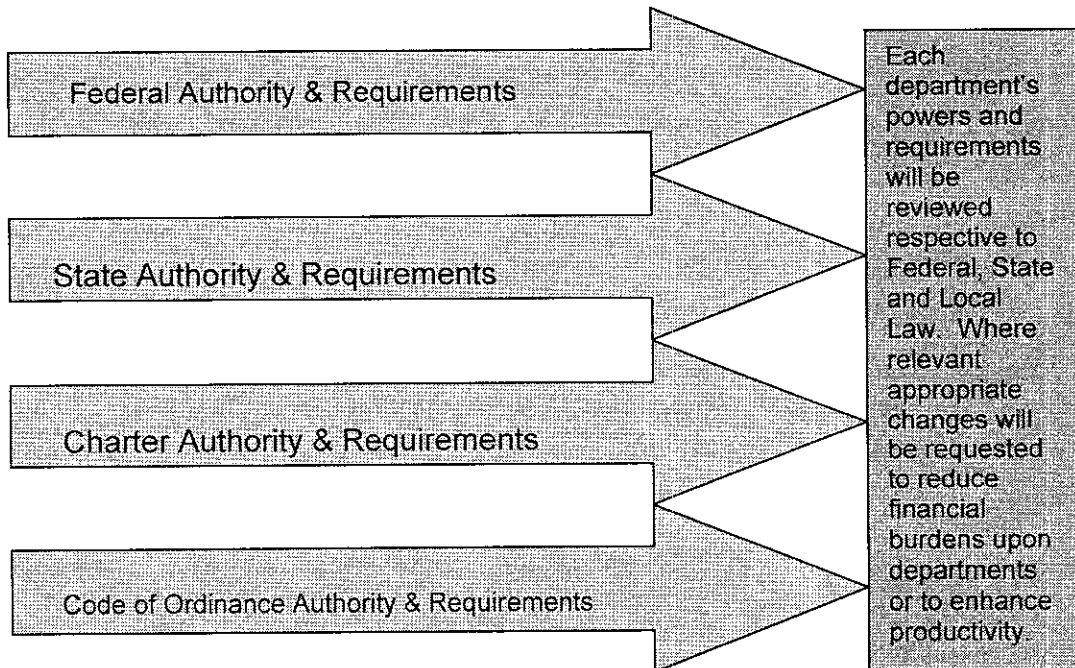 Federal Authority & Requirements
State Authority & Requirements
Charter Authority & Requirements
Code of Ordinance Authority & Requirements
Each
department's
powers and
requirements
will be
reviewed
respective to
Federal, State
and Local
Law. Where
relevant
appropriate
changes will
be requested
to reduce
financial
burdens upon
departments
or to enhance
productivity.